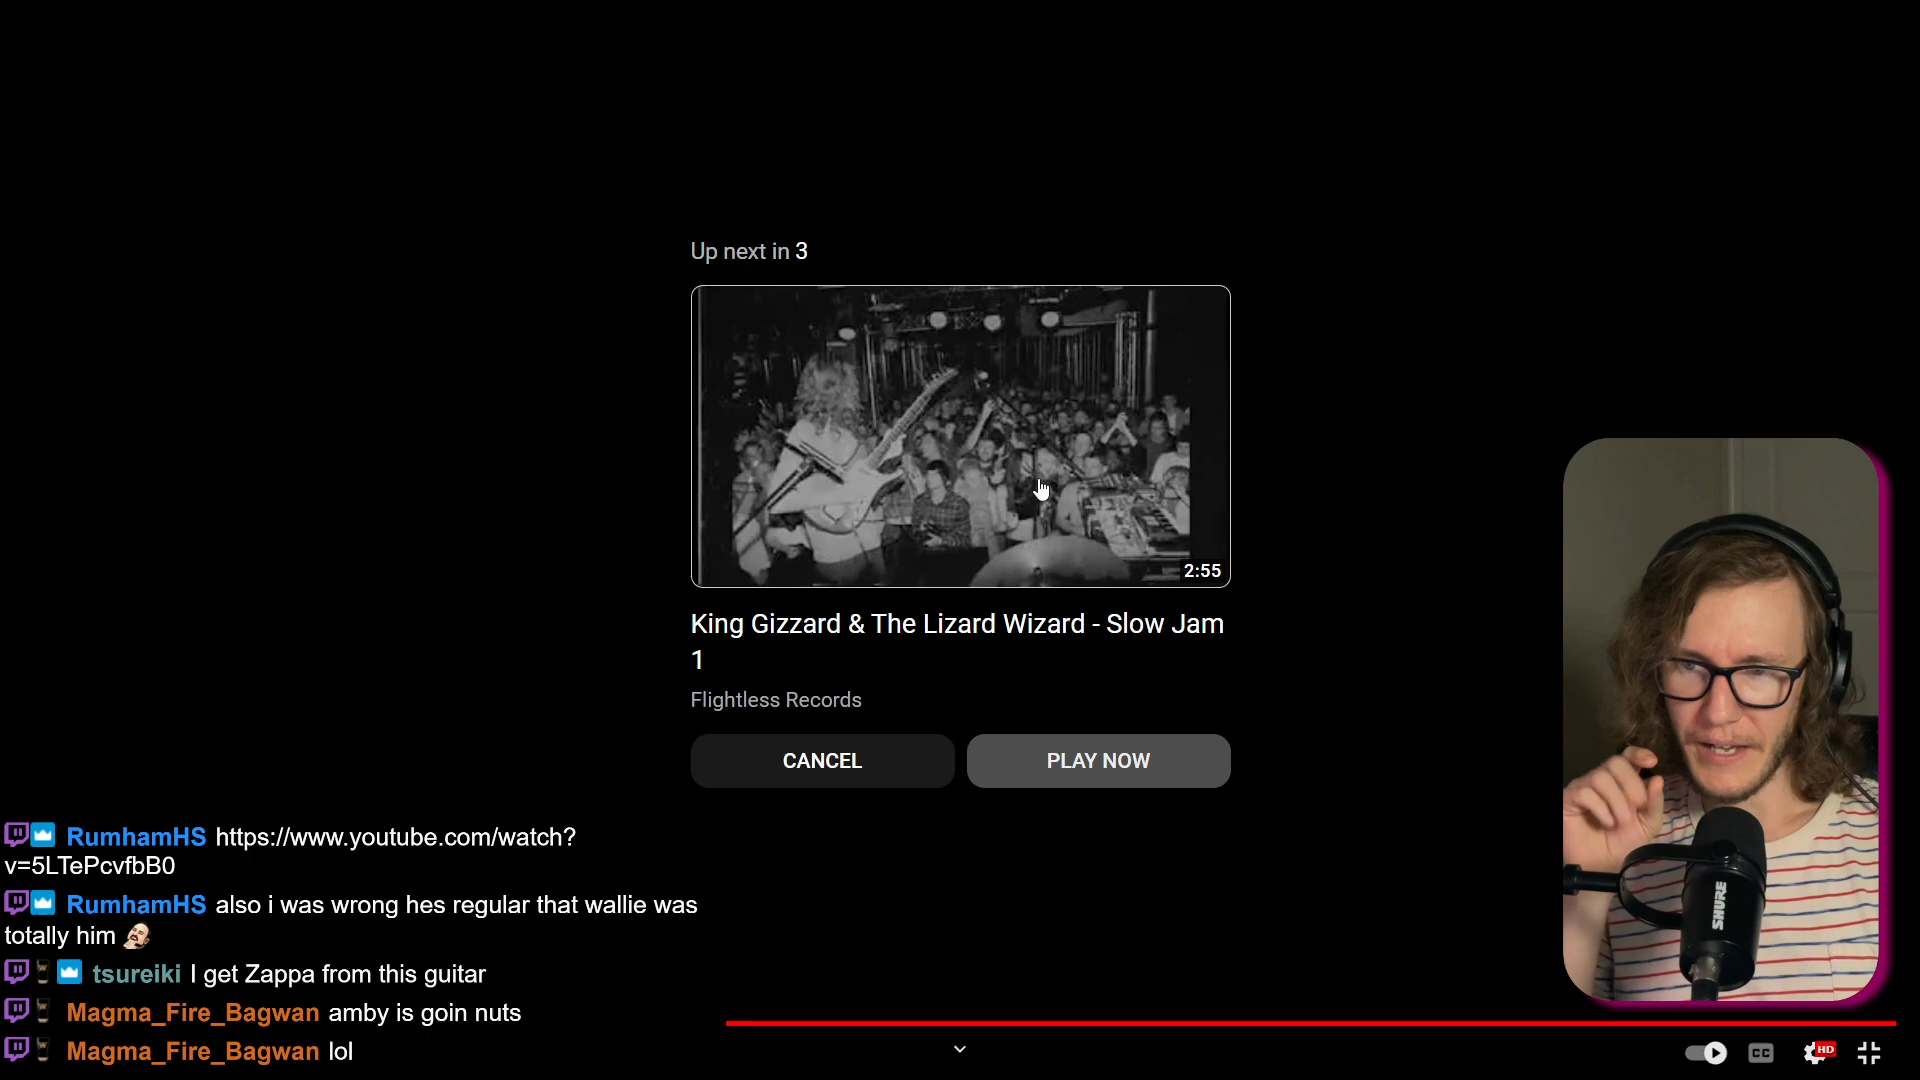 Up next in 3
2:55
King Gizzard & The Lizard Wizard - Slow Jam
1
Flightless Records
CANCEL
PLAY NOW
RumhamHS https://www.youtube.com/watch?
v=5LTePcvfbB0
RumhamHS also i was wrong hes regular that wallie was
totally him
tsureiki I get Zappa from this guitar
Magma_Fire_Bagwan amby is goin nuts
Magma_Fire_Bagwan lol
SHURE
CC
HD